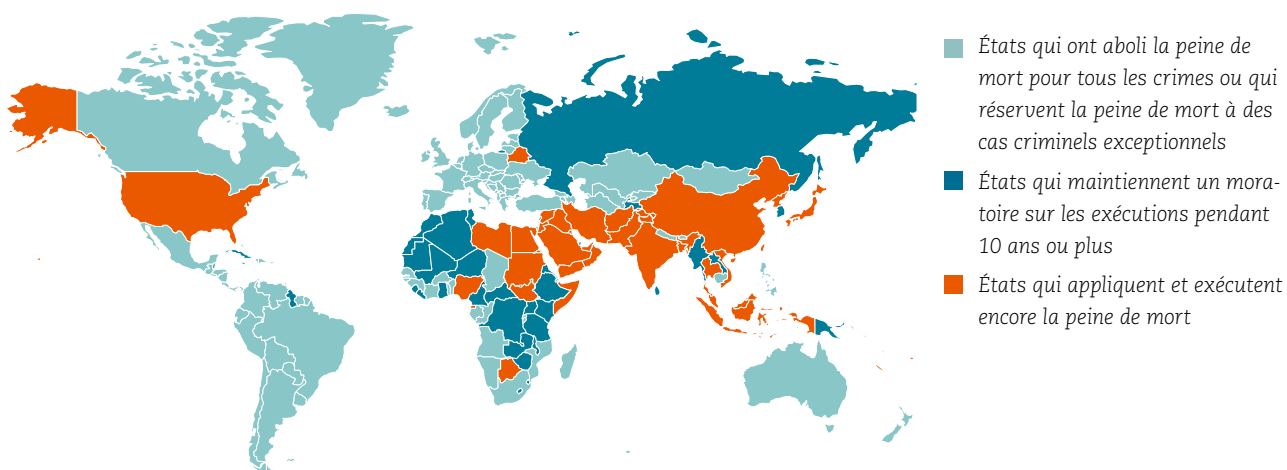 États qui ont aboli la peine de
mort pour tous les crimes ou qui
réservent la peine de mort à des
cas criminels exceptionnels
États qui maintiennent un mora-
toire sur les exécutions pendant
10 ans ou plus
États qui appliquent et exécutent
encore la peine de mort